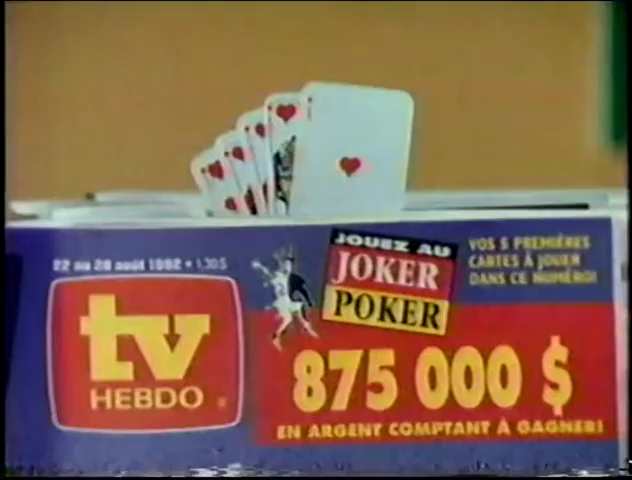 22 au 28 août 1992 • 1,30 $
tv
HEBDO
JOUEZ AU
JOKER
POKER
VOS 5 PREMIÈRES
CARTES À JOUER
DANS CE NUMÉRO!
875 000 $
EN ARGENT COMPTANT À GAGNER!